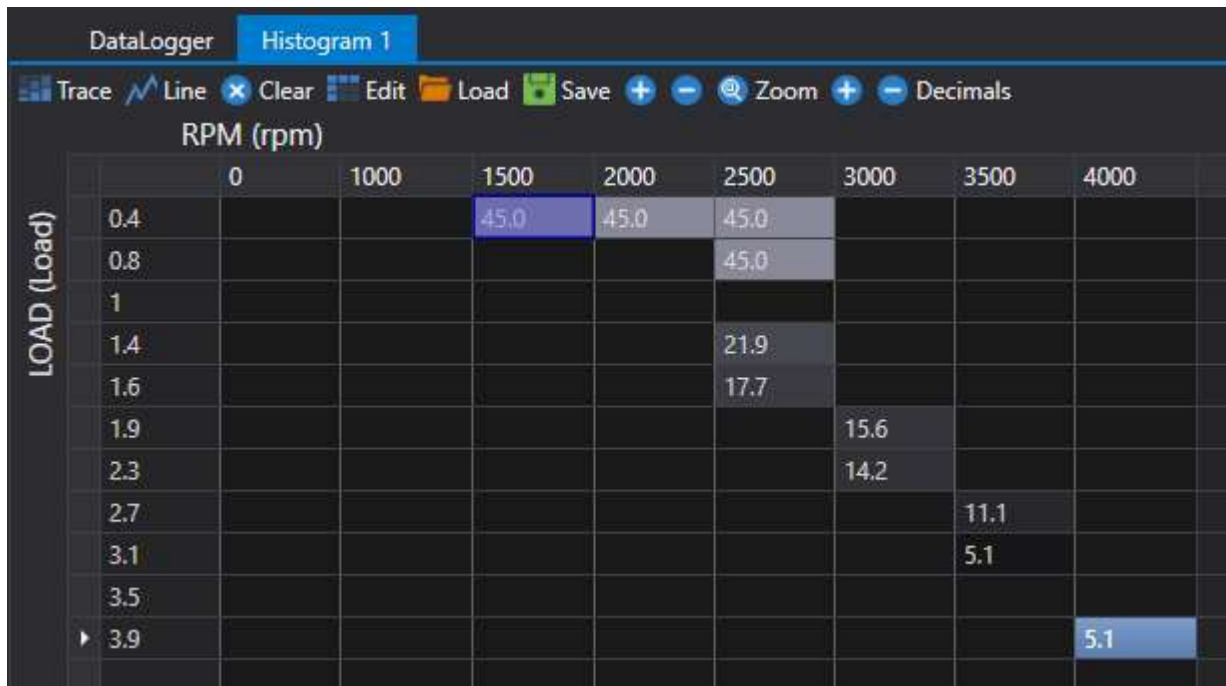 DataLogger Histogram 1
Trace Line Clear Edit Load Save Zoom Decimals
RPM (rpm)
LOAD (Load)
0 1000 1500 2000 2500 3000 3500 4000
0.4 45.0 45.0 45.0
0.8 45.0
1
1.4 21.9
1.6 17.7
1.9 15.6
2.3 14.2
2.7 11.1
3.1 5.1
3.5
3.9 5.1